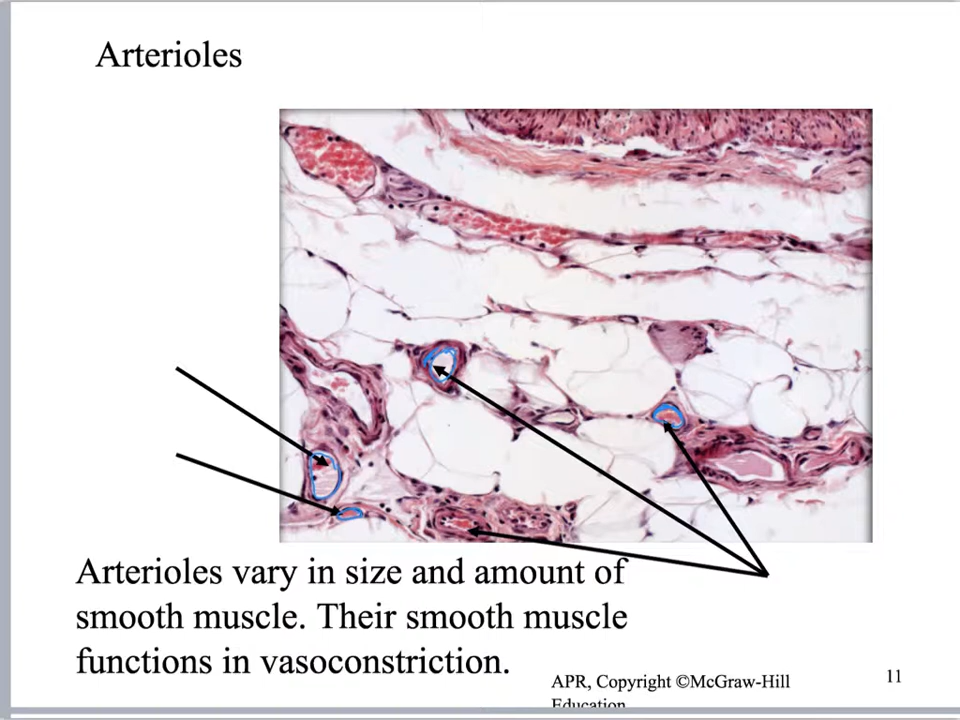 Arterioles
Arterioles vary in size and amount of
smooth muscle. Their smooth muscle
functions in vasoconstriction.
APR, Copyright ©McGraw-Hill
Education
11